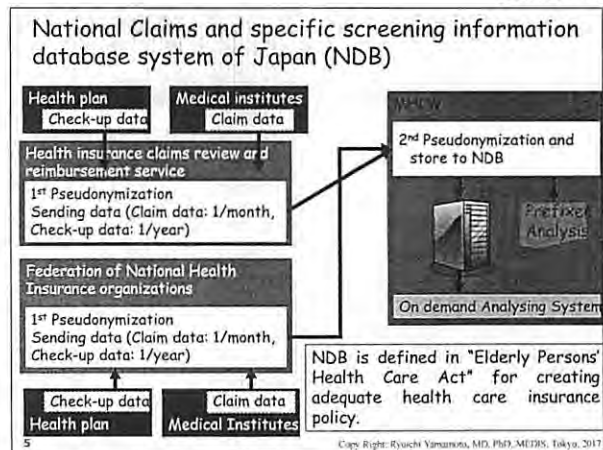 National Claims and specific screening information
database system of Japan (NDB)
Health plan
Check-up data
Medical institutes
Claim data
Health insurance claims review and
reimbursement service
1st Pseudonymization
Sending data (Claim data: 1/month,
Check-up data: 1/year)
Federation of National Health
Insurance organizations
1st Pseudonymization
Sending data (Claim data: 1/month,
Check-up data: 1/year)
Check-up data
Health plan
Claim data
Medical Institutes
MHLW
2nd Pseudonymization and
store to NDB
Prefixed
Analysis
On demand Analysing System
NDB is defined in "Elderly Persons'
Health Care Act" for creating
adequate health care insurance
policy.
5
Copy Right: Ryuichi Yamamoto, MD, PhD, MEDIS, Tokyo, 2017